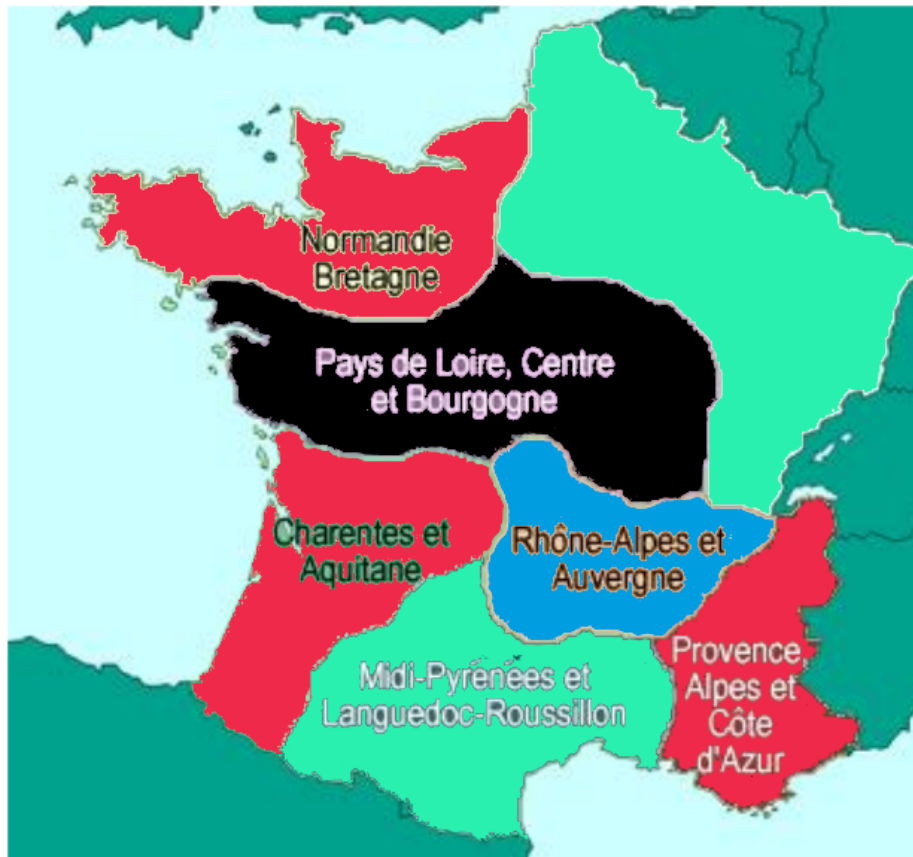 Normandie
Bretagne
Pays de Loire, Centre
et Bourgogne
Charentes et
Aquitane
Rhône-Alpes et
Auvergne
Midi-Pyrénées et
Languedoc-Roussillon
Provence,
Alpes et
Côte
d'Azur